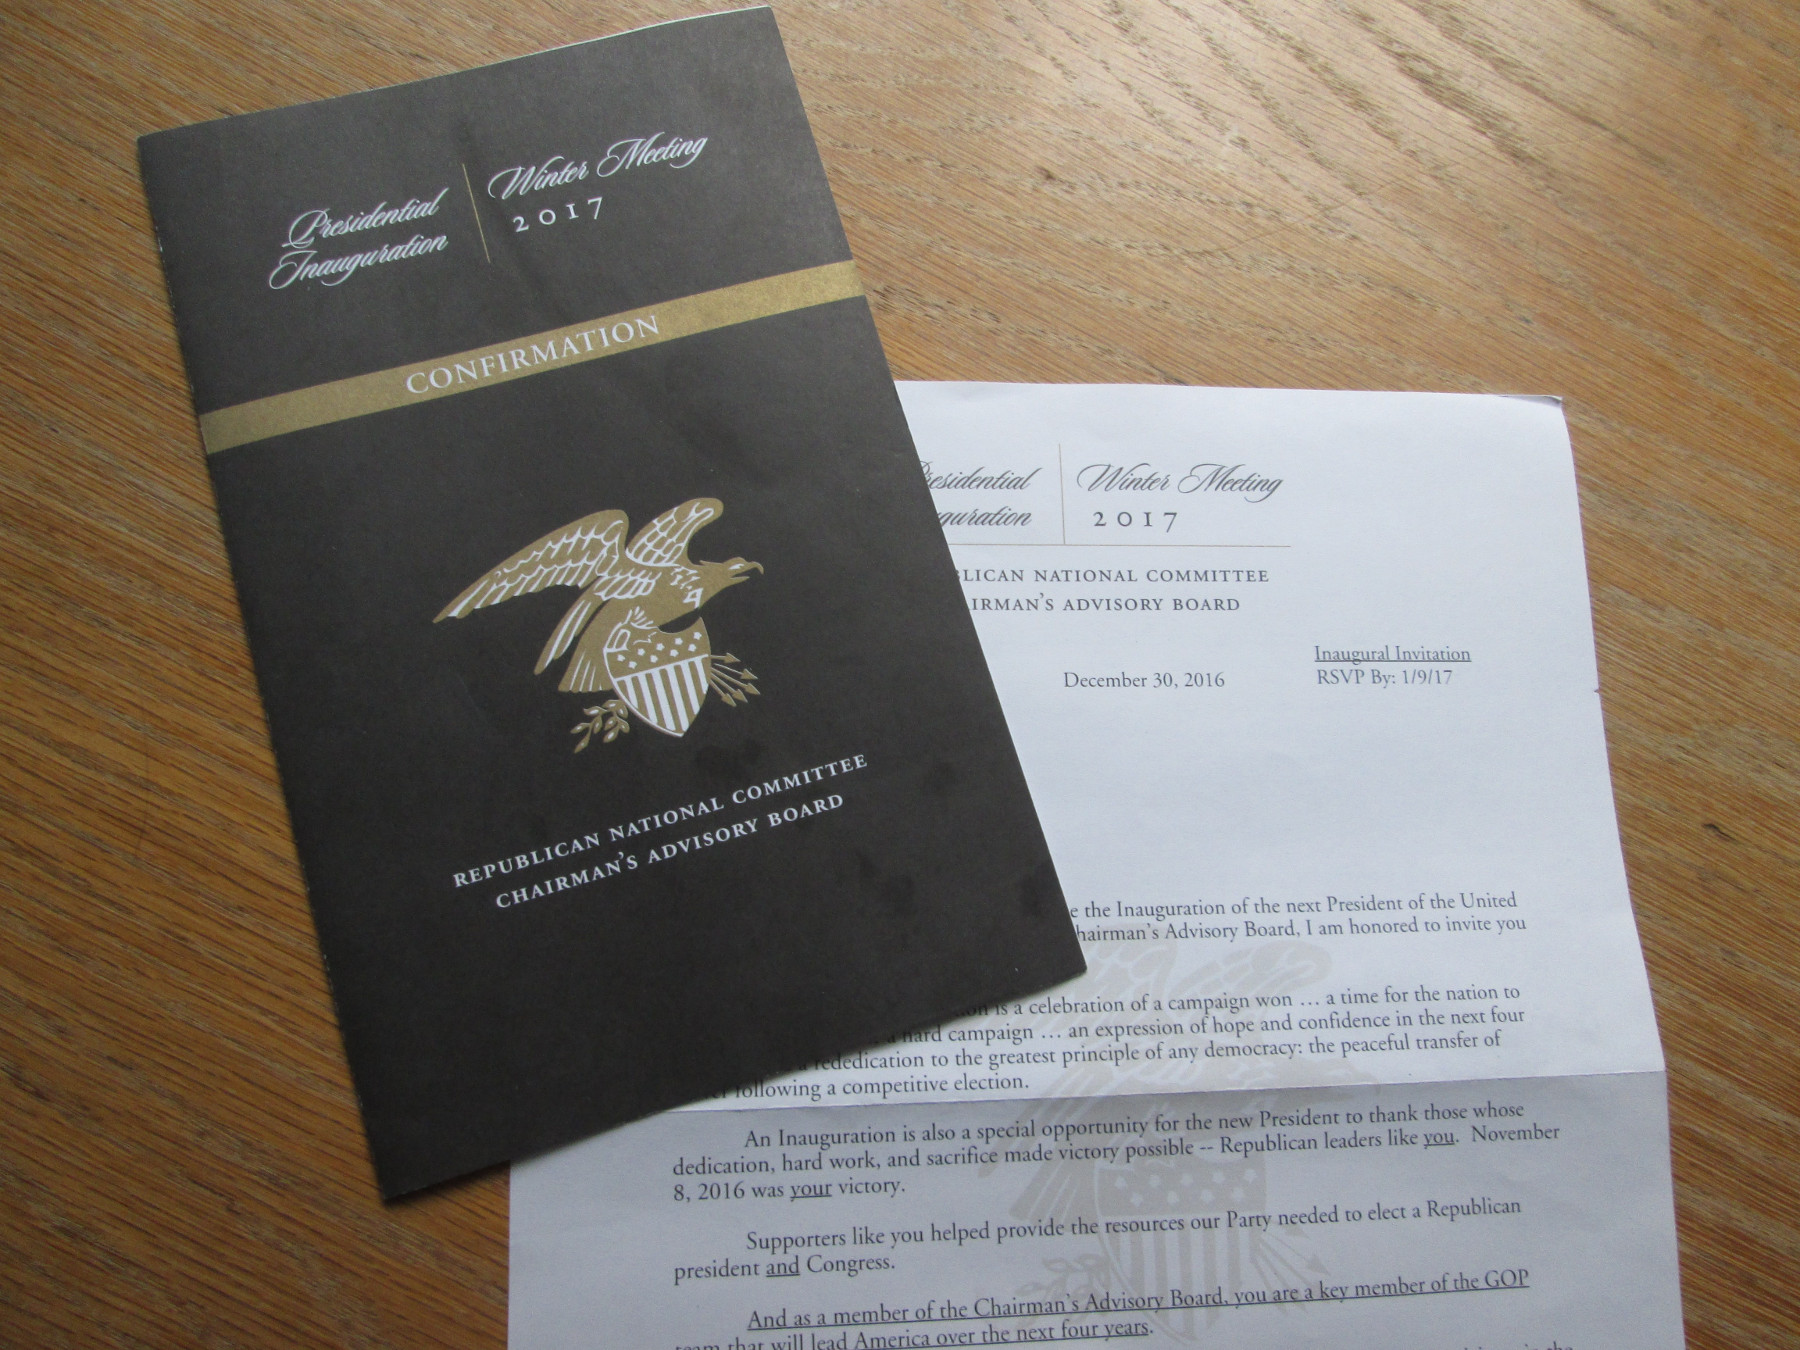 Presidential
Inauguration
Winter Meeting
2017
CONFIRMATION
REPUBLICAN NATIONAL COMMITTEE
CHAIRMAN'S ADVISORY BOARD
Winter Meeting
2017
NATIONAL COMMITTEE
ADVISORY BOARD
December 30, 2016
Inaugural Invitation
RSVP By: 1/9/17
the Inauguration of the next President of the United
Advisory Board, I am honored to invite you
is a celebration of a campaign won … a time for the nation to
hard campaign … an expression of hope and confidence in the next four
rededication to the greatest principle of any democracy: the peaceful transfer of
following a competitive election.
An Inauguration is also a special opportunity for the new President to thank those whose
dedication, hard work, and sacrifice made victory possible -- Republican leaders like you. November
8, 2016 was your victory.
Supporters like you helped provide the resources our Party needed to elect a Republican
president and Congress.
And as a member of the Chairman's Advisory Board, you are a key member of the GOP
team that will lead America over the next four years.